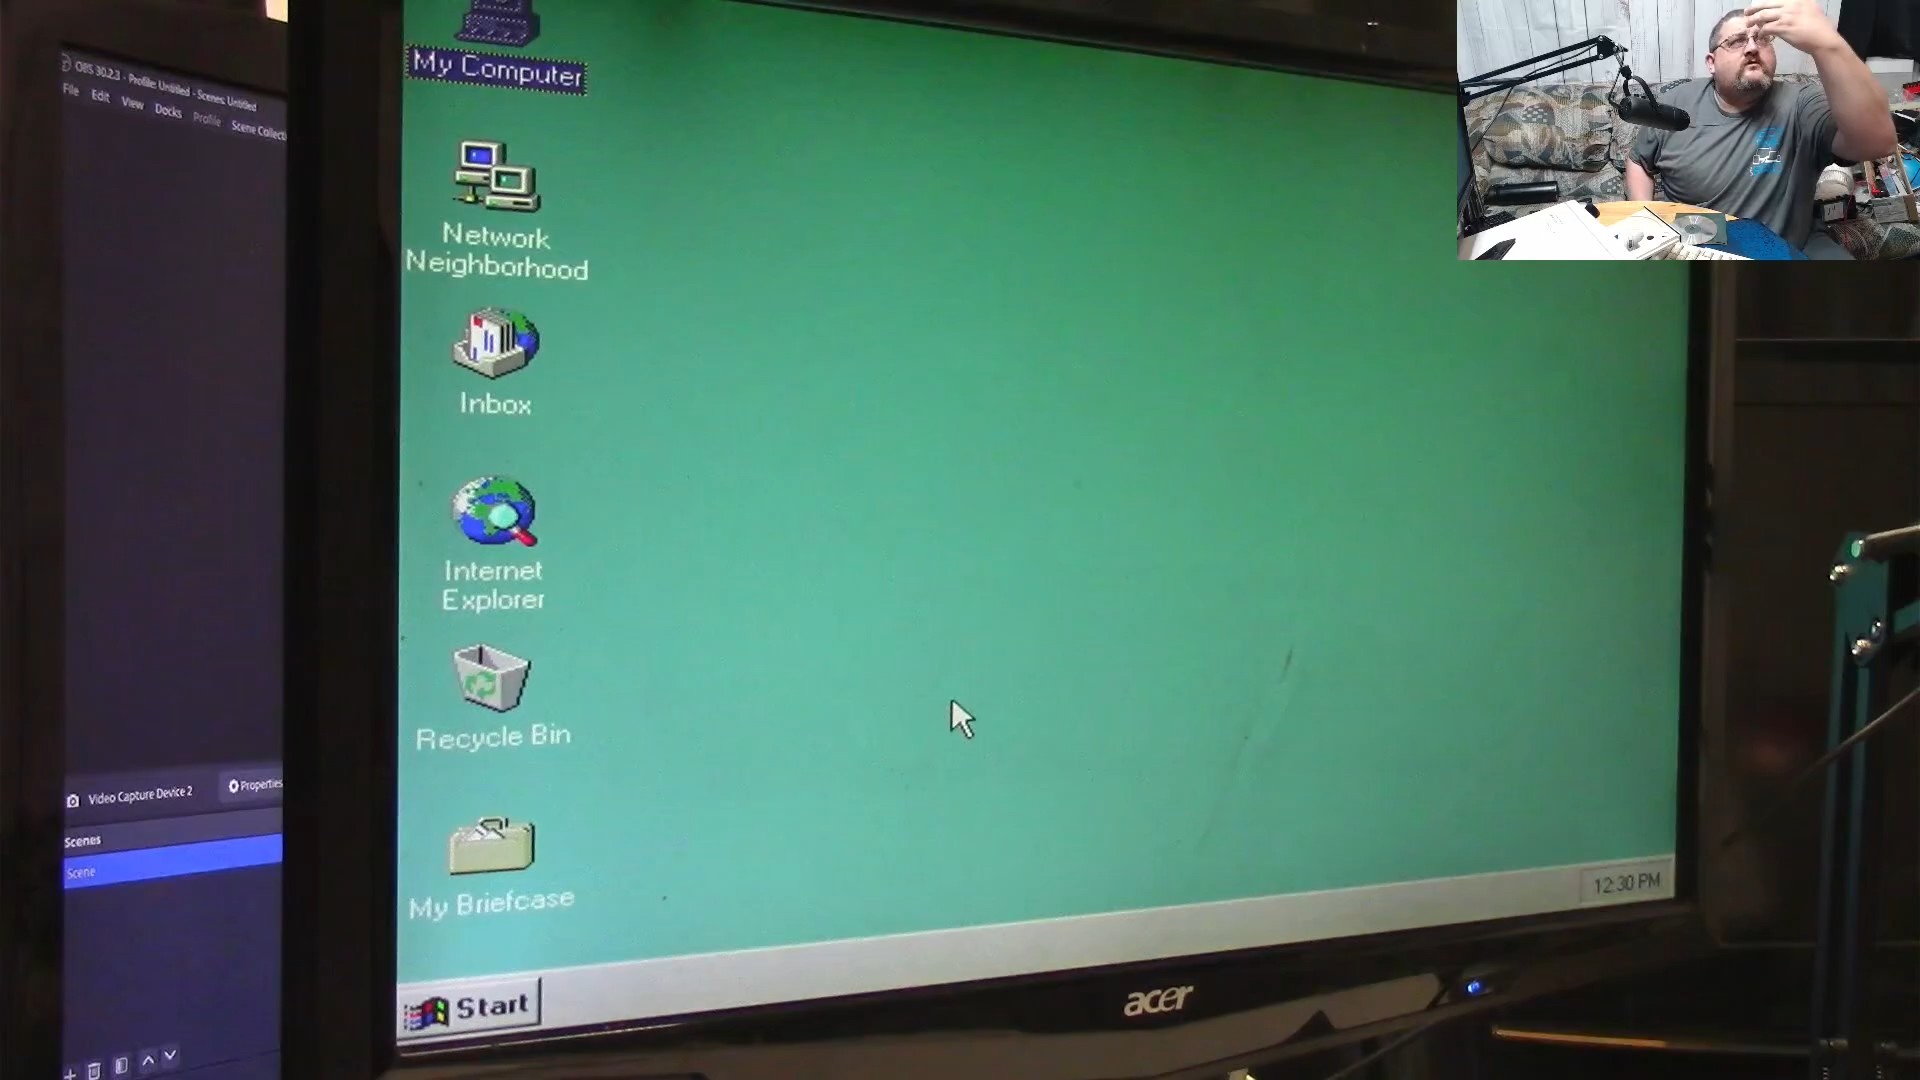 OBS 30.2.3 - Profile: Untitled - Scenes: Untitled
File Edit View Docks Profile Scene Collect
Video Capture Device 2
Properties
Scenes
Scene
My Computer
Network
Neighborhood
Inbox
Internet
Explorer
Recycle Bin
My Briefcase
Start
12:30 PM
acer